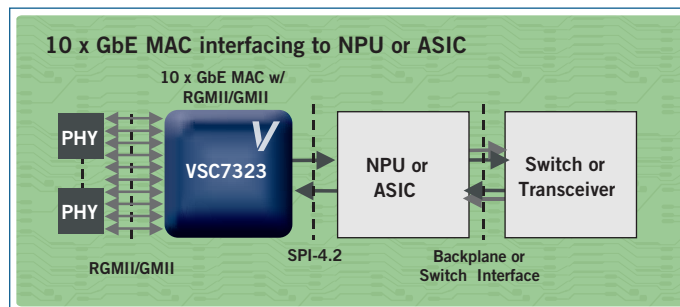 10 x GbE MAC interfacing to NPU or ASIC
10 x GbE MAC w/
RGMII/GMII
PHY
PHY
V
VSC7323
NPU or
ASIC
Switch or
Transceiver
RGMII/GMII
SPI-4.2
Backplane or
Switch Interface